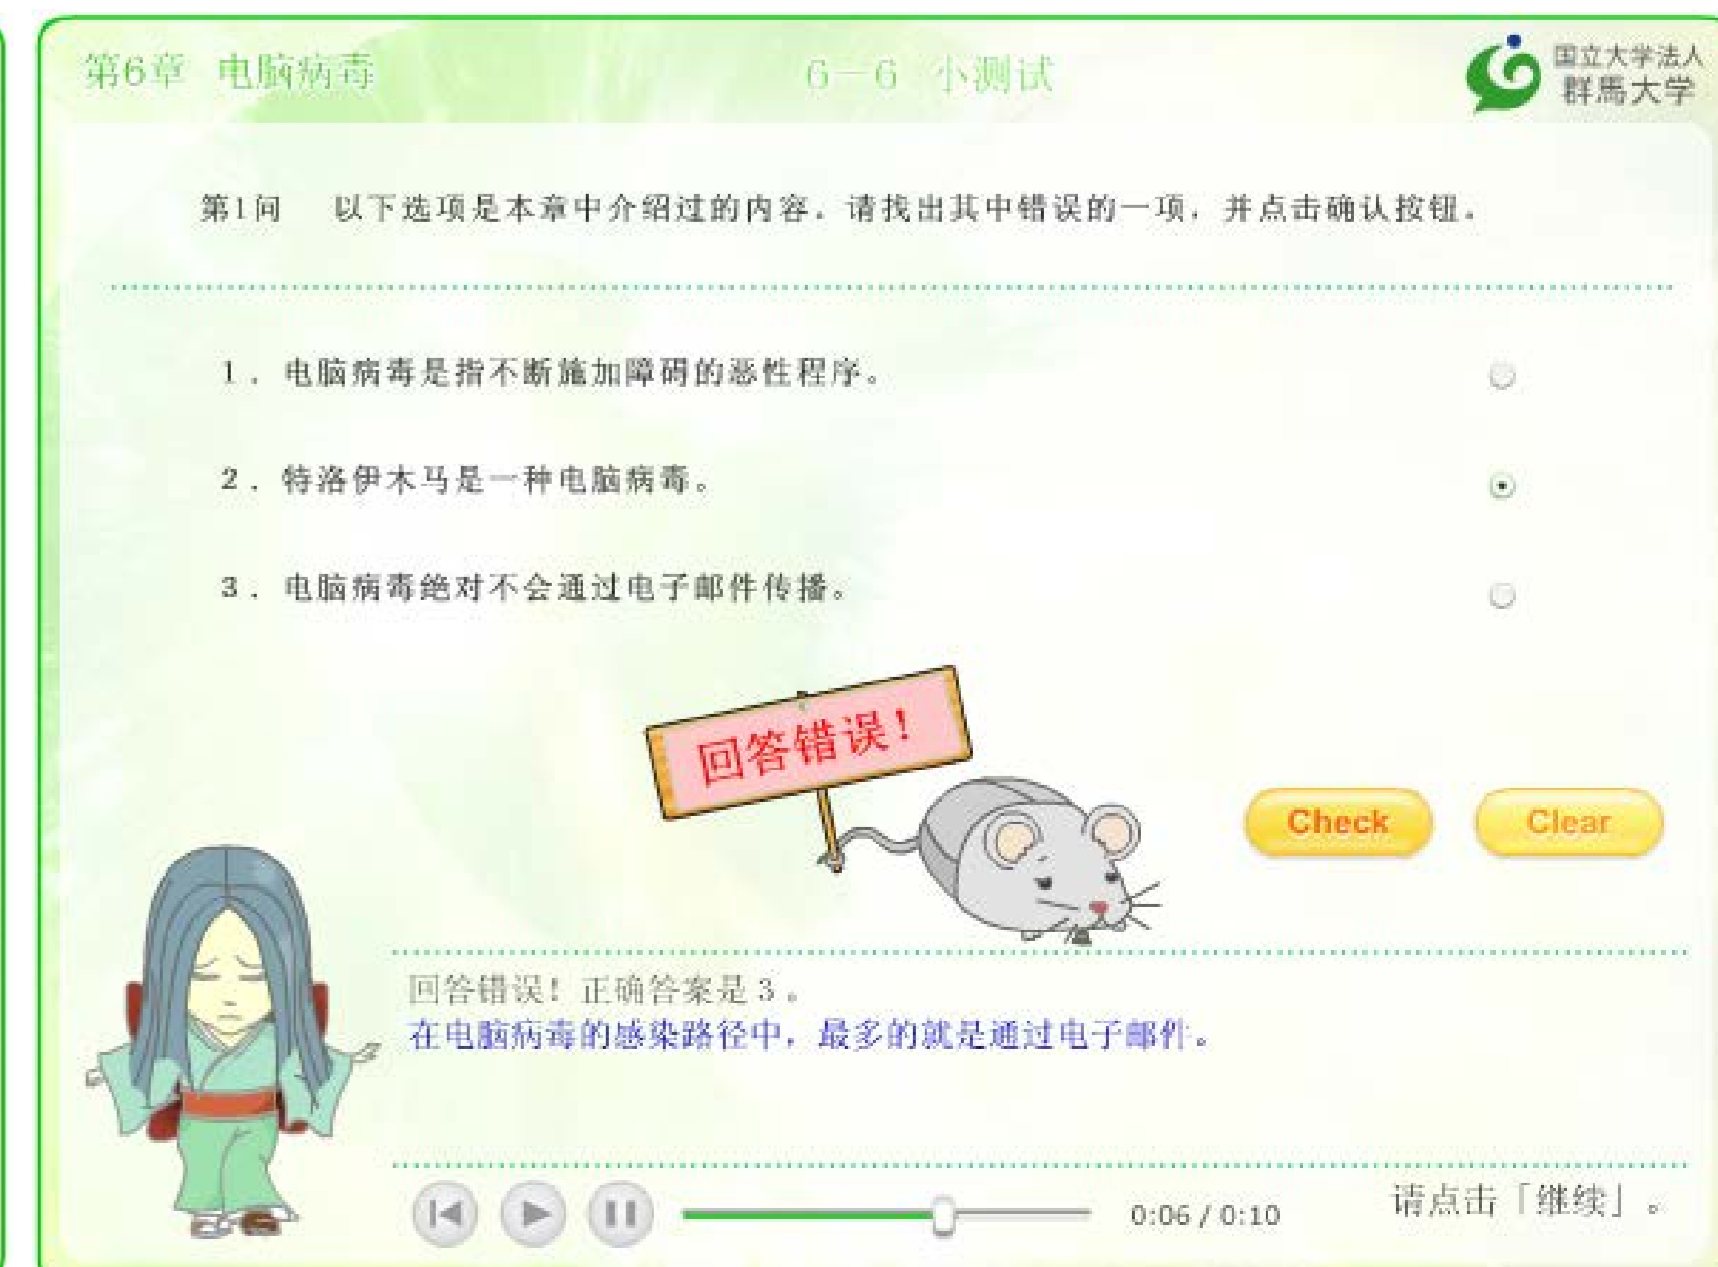 第6章 电脑病毒
6－6 小测试
国立大学法人
群馬大学
第1问 以下选项是本章中介绍过的内容。请找出其中错误的一项，并点击确认按钮。
1．电脑病毒是指不断施加障碍的恶性程序。
2．特洛伊木马是一种电脑病毒。
3．电脑病毒绝对不会通过电子邮件传播。
回答错误！
Check
Clear
回答错误！正确答案是3。
在电脑病毒的感染路径中，最多的就是通过电子邮件。
0:06 / 0:10
请点击「继续」。